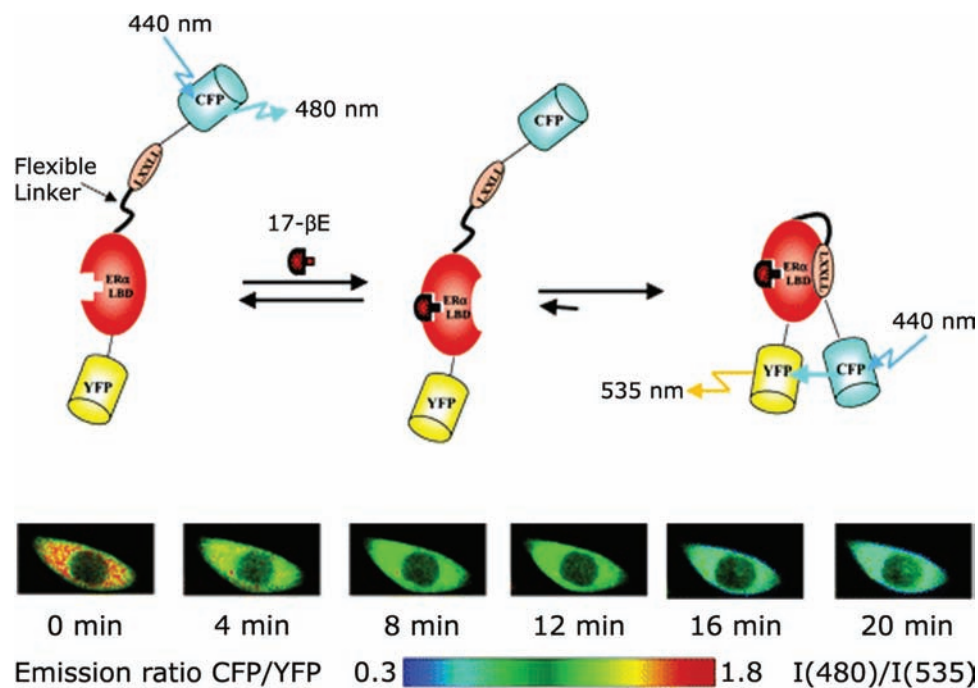 440 nm
CFP
480 nm
LXXLL
Flexible
Linker
ERα
LBD
YFP
17-βE
CFP
LXXLL
ERα
LBD
YFP
LXXLL
ERα
LBD
440 nm
YFP
CFP
535 nm
0 min
4 min
8 min
12 min
16 min
20 min
Emission ratio CFP/YFP 0.3 1.8 I(480)/I(535)